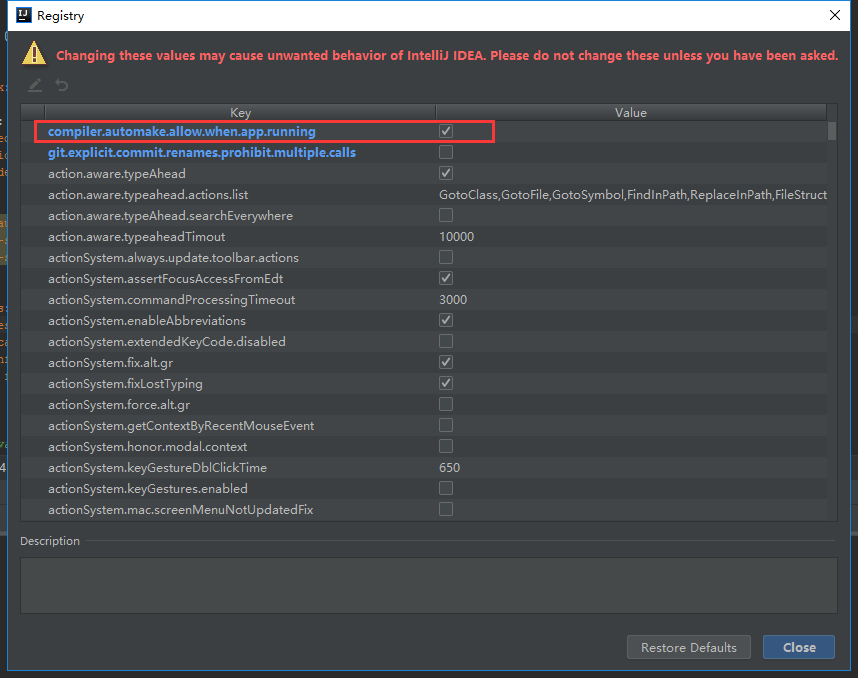 IJ Registry
Changing these values may cause unwanted behavior of IntelliJ IDEA. Please do not change these unless you have been asked.
Key Value
compiler.automake.allow.when.app.running
git.explicit.commit.renames.prohibit.multiple.calls
action.aware.typeAhead
action.aware.typeahead.actions.list GotoClass,GotoFile,GotoSymbol,FindInPath,ReplaceInPath,FileStruct
action.aware.typeAhead.searchEverywhere
action.aware.typeaheadTimout 10000
actionSystem.always.update.toolbar.actions
actionSystem.assertFocusAccessFromEdt
actionSystem.commandProcessingTimeout 3000
actionSystem.enableAbbreviations
actionSystem.extendedKeyCode.disabled
actionSystem.fix.alt.gr
actionSystem.fixLostTyping
actionSystem.force.alt.gr
actionSystem.getContextByRecentMouseEvent
actionSystem.honor.modal.context
actionSystem.keyGestureDblClickTime 650
actionSystem.keyGestures.enabled
actionSystem.mac.screenMenuNotUpdatedFix
Description
Restore Defaults Close